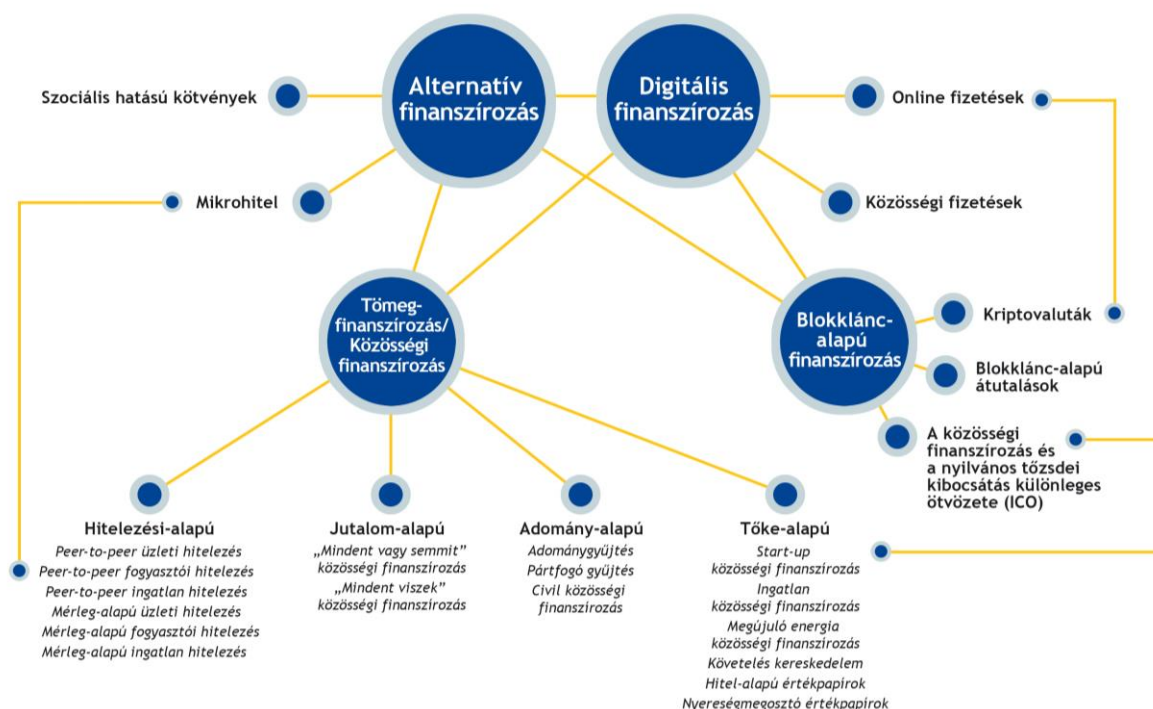 Alternatív
finanszírozás
Digitális
finanszírozás
Szociális hatású kötvények
Online fizetések
Mikrohitel
Közösségi fizetések
Tömeg-
finanszírozás/
Közösségi
finanszírozás
Blokklánc-
alapú
finanszírozás
Kriptovaluták
Blokklánc-alapú
átutalások
A közösségi
finanszírozás és
a nyilvános tőzsdei
kibocsátás különleges
ötvözete (ICO)
Hitelezési-alapú
Peer-to-peer üzleti hitelezés
Peer-to-peer fogyasztói hitelezés
Peer-to-peer ingatlan hitelezés
Mérleg-alapú üzleti hitelezés
Mérleg-alapú fogyasztói hitelezés
Mérleg-alapú ingatlan hitelezés
Jutalom-alapú
„Mindent vagy semmit”
közösségi finanszírozás
„Mindent viszek”
közösségi finanszírozás
Adomány-alapú
Adománygyűjtés
Pártfogó gyűjtés
Civil közösségi
finanszírozás
Tőke-alapú
Start-up
közösségi finanszírozás
Ingatlan
közösségi finanszírozás
Megújuló energia
közösségi finanszírozás
Követelés kereskedelem
Hitel-alapú értékpapírok
Nyereségmegosztó értékpapírok